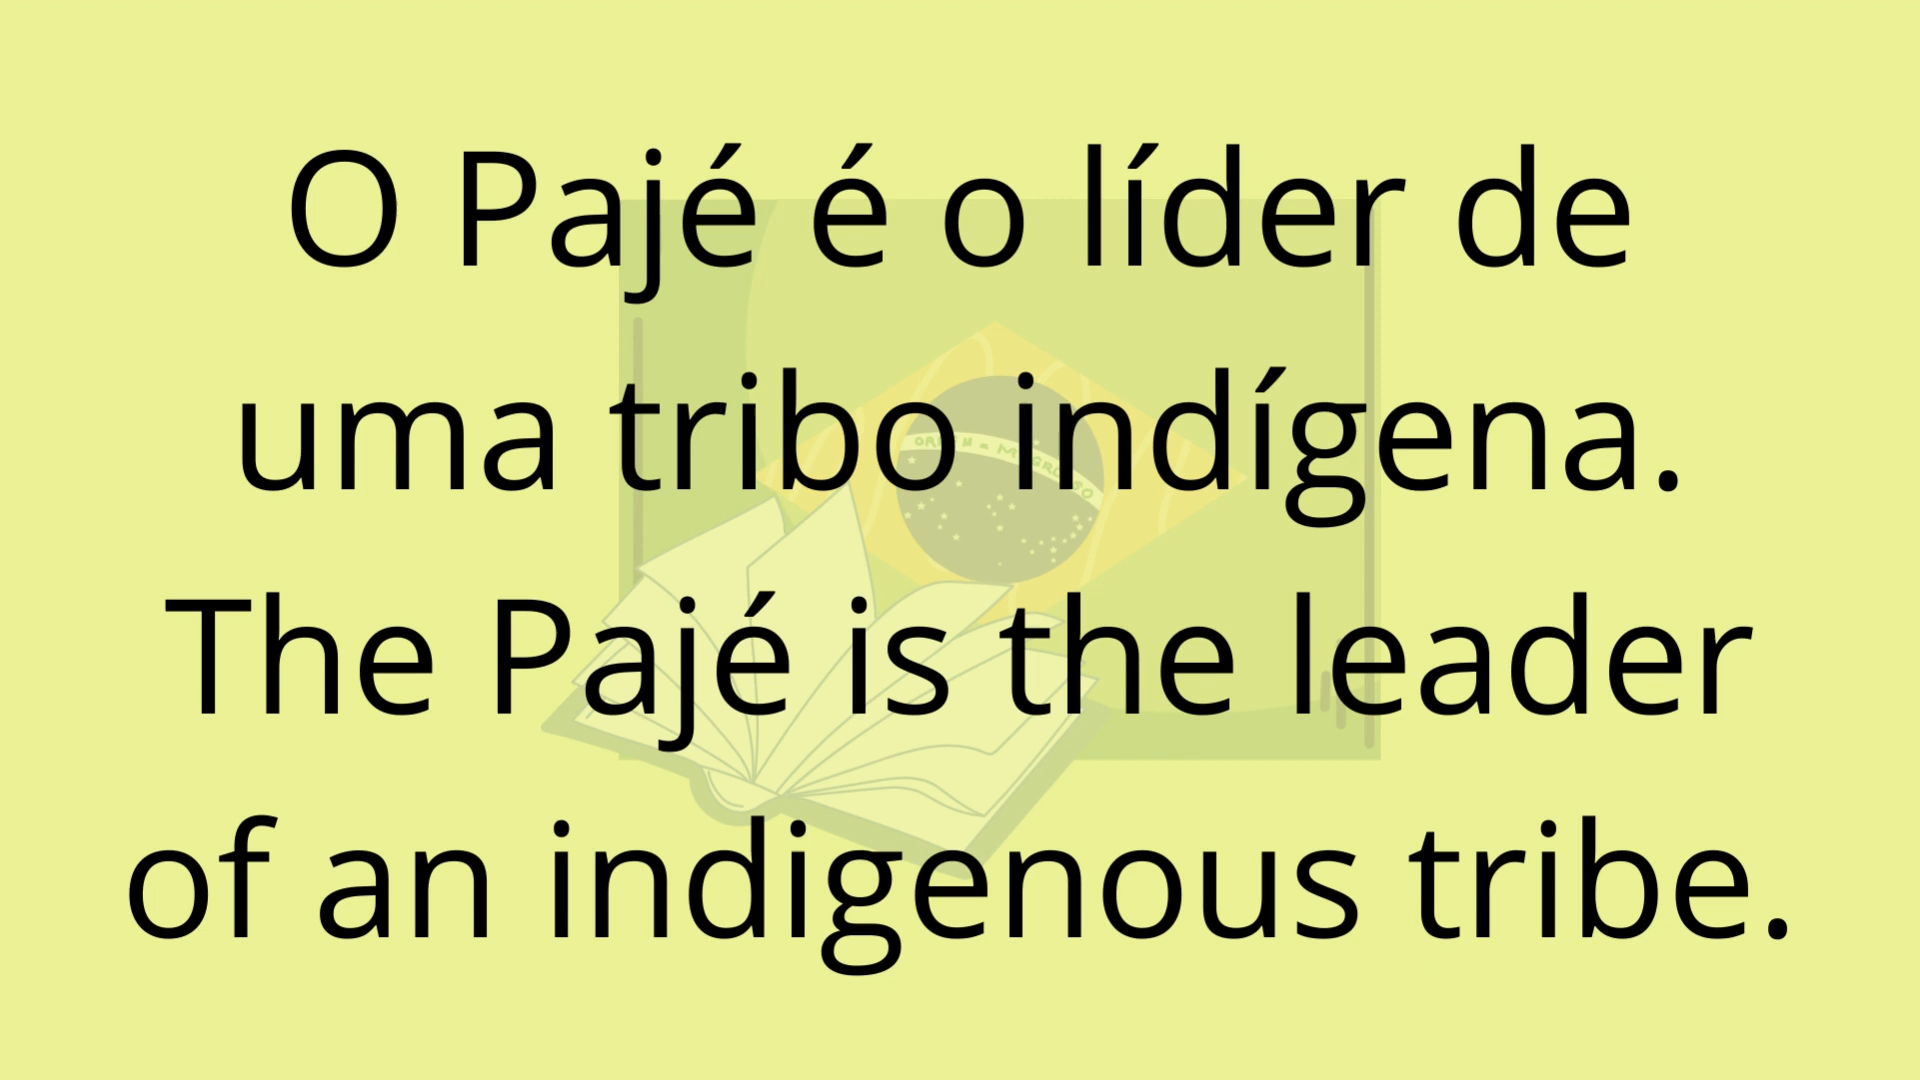 O Pajé é o líder de
uma tribo indígena.
The Pajé is the leader
of an indigenous tribe.